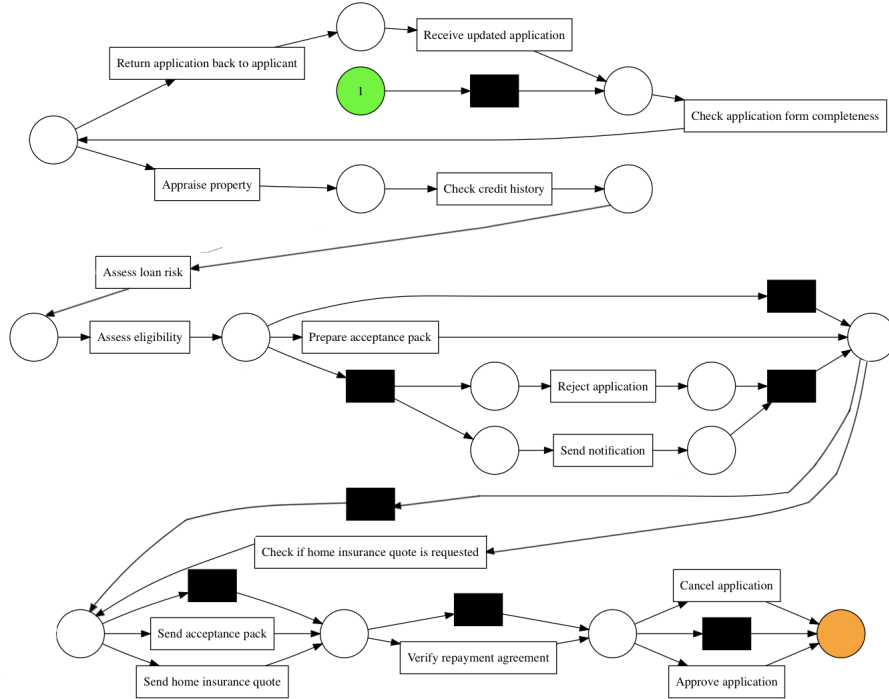 Receive updated application
Return application back to applicant
1
Check application form completeness
Appraise property
Check credit history
Assess loan risk
Assess eligibility
Prepare acceptance pack
Reject application
Send notification
Check if home insurance quote is requested
Cancel application
Send acceptance pack
Verify repayment agreement
Send home insurance quote
Approve application